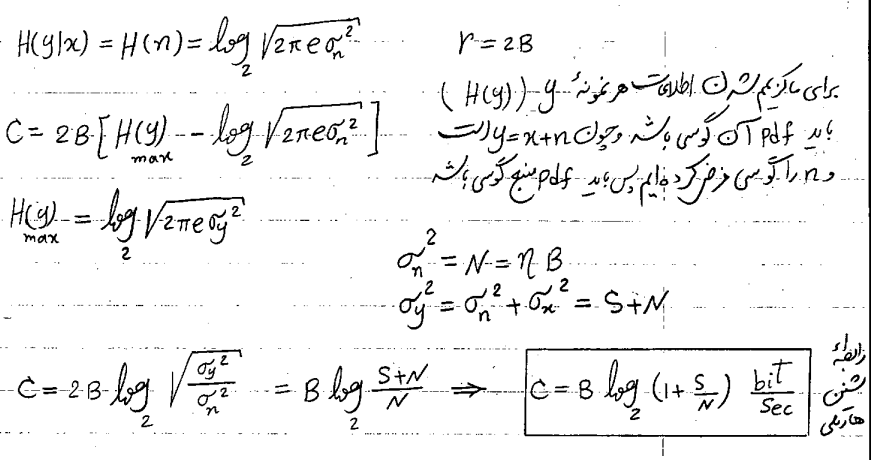 H(y|x) = H(n) = log₂ √(2πeσₙ²)
r = 2B
برای ماکزیمم شدن اطلاعات هر نمونهٔ y (H(y))
C = 2B[H(y)max - log₂ √(2πeσₙ²)]
باید pdf آن گوسی باشد و چون y=x+n است
و n را گوسی فرض کرده‌ایم پس باید pdf منبع گوسی باشد
H(y)max = log₂ √(2πeσy²)
σₙ² = N = ηB
σy² = σₙ² + σₓ² = S+N
C = 2B log₂ √(σy²/σₙ²) = B log₂ (S+N)/N ⇒ C = B log₂ (1+ S/N) bit/Sec
رابطهٔ
شنن
هارتلی